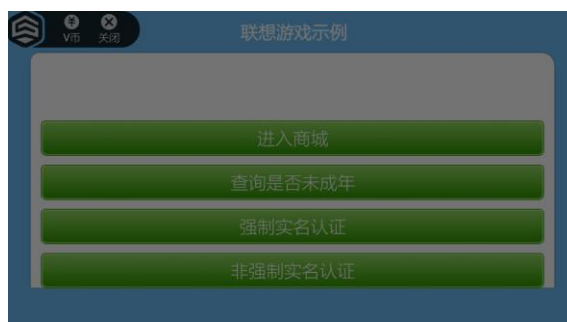 V币 关闭
联想游戏示例
进入商城
查询是否未成年
强制实名认证
非强制实名认证